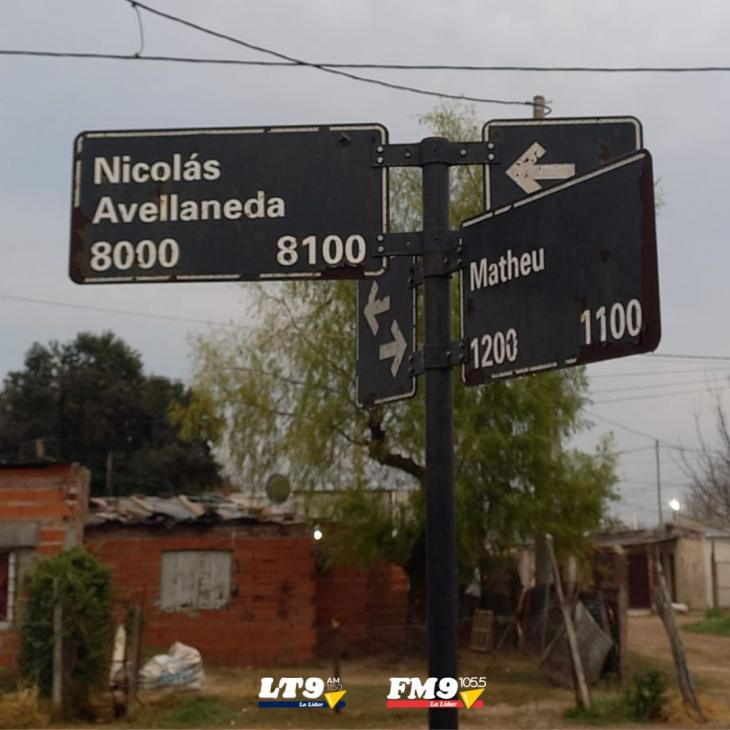 Nicolás
Avellaneda
8000 8100
Matheu
1200 1100
LT9 AM 1150
La Líder
FM9 105.5
La Líder